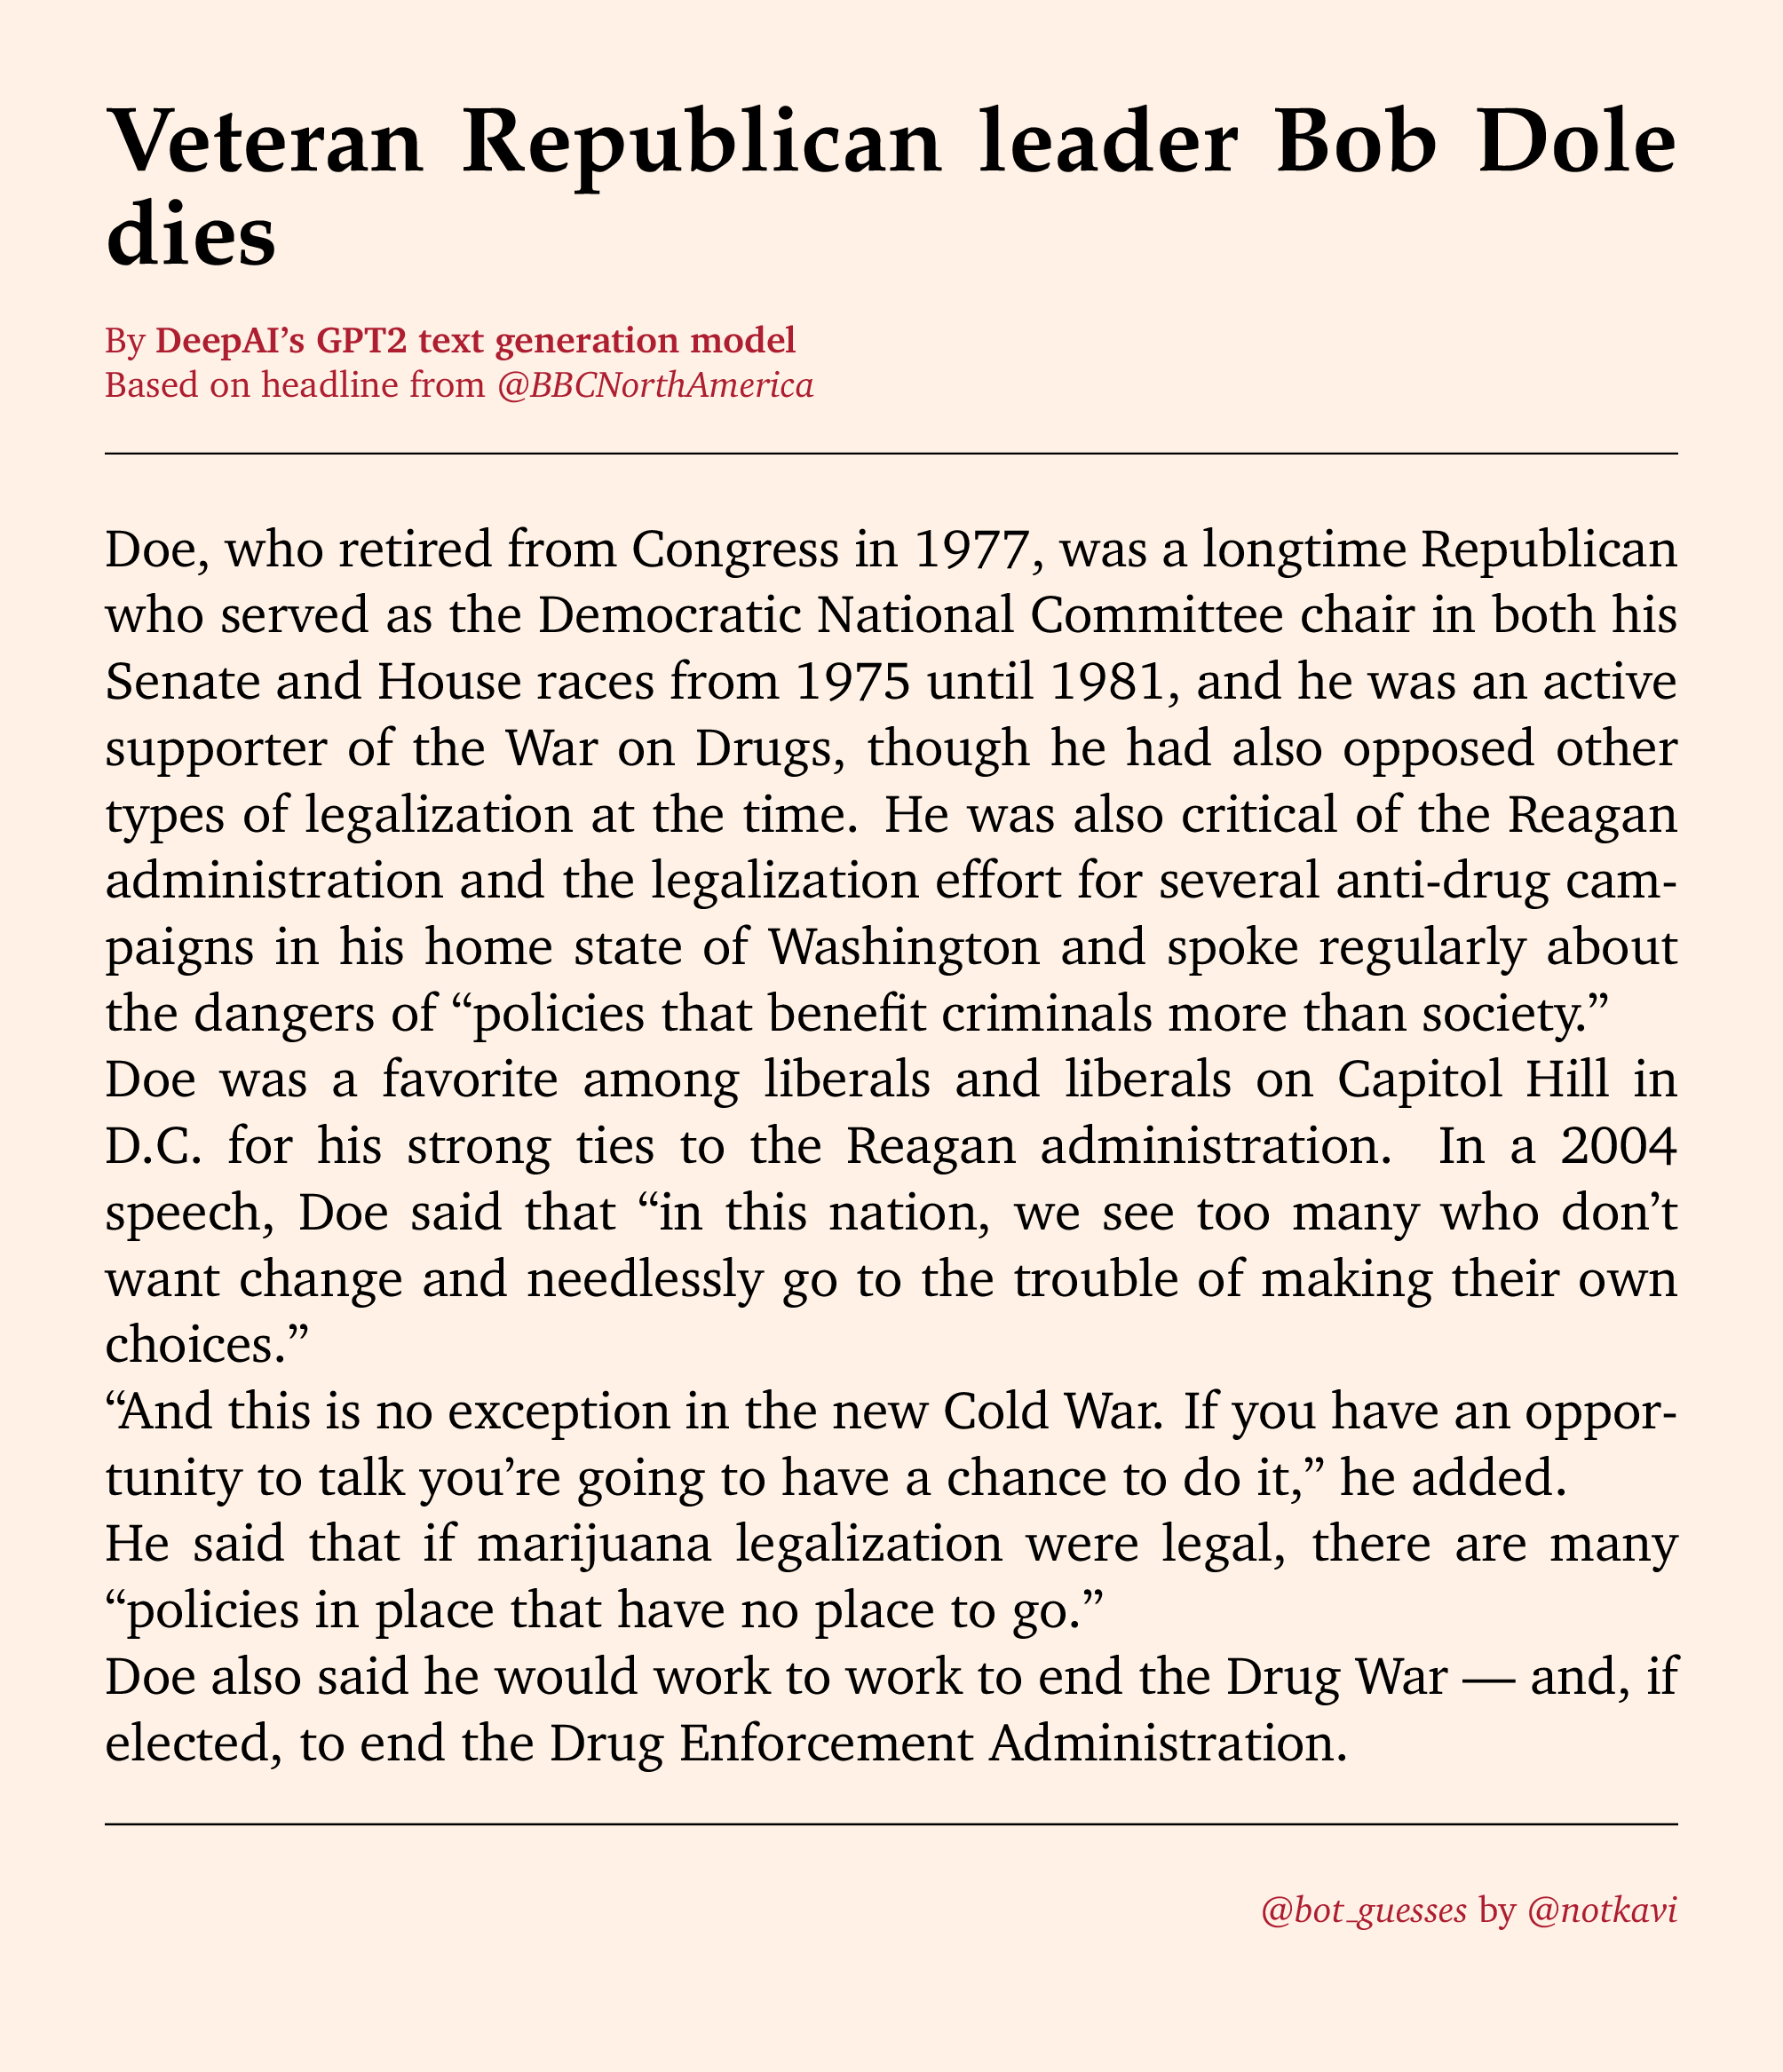 Veteran Republican leader Bob Dole
dies
By DeepAI’s GPT2 text generation model
Based on headline from @BBCNorthAmerica
Doe, who retired from Congress in 1977, was a longtime Republican
who served as the Democratic National Committee chair in both his
Senate and House races from 1975 until 1981, and he was an active
supporter of the War on Drugs, though he had also opposed other
types of legalization at the time. He was also critical of the Reagan
administration and the legalization effort for several anti-drug cam-
paigns in his home state of Washington and spoke regularly about
the dangers of “policies that benefit criminals more than society.”
Doe was a favorite among liberals and liberals on Capitol Hill in
D.C. for his strong ties to the Reagan administration. In a 2004
speech, Doe said that “in this nation, we see too many who don’t
want change and needlessly go to the trouble of making their own
choices.”
“And this is no exception in the new Cold War. If you have an oppor-
tunity to talk you’re going to have a chance to do it,” he added.
He said that if marijuana legalization were legal, there are many
“policies in place that have no place to go.”
Doe also said he would work to work to end the Drug War — and, if
elected, to end the Drug Enforcement Administration.
@bot_guesses by @notkavi